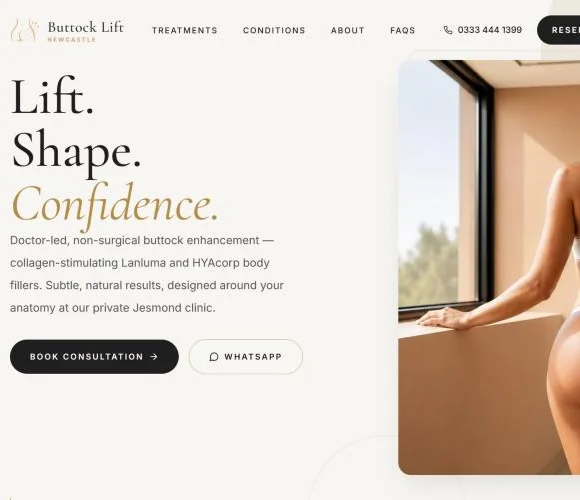 Buttock Lift
NEWCASTLE
TREATMENTS
CONDITIONS
ABOUT
FAQS
0333 444 1399
Lift.
Shape.
Confidence.
Doctor-led, non-surgical buttock enhancement —
collagen-stimulating Lanluma and HYAcorp body
fillers. Subtle, natural results, designed around your
anatomy at our private Jesmond clinic.
BOOK CONSULTATION →
WHATSAPP